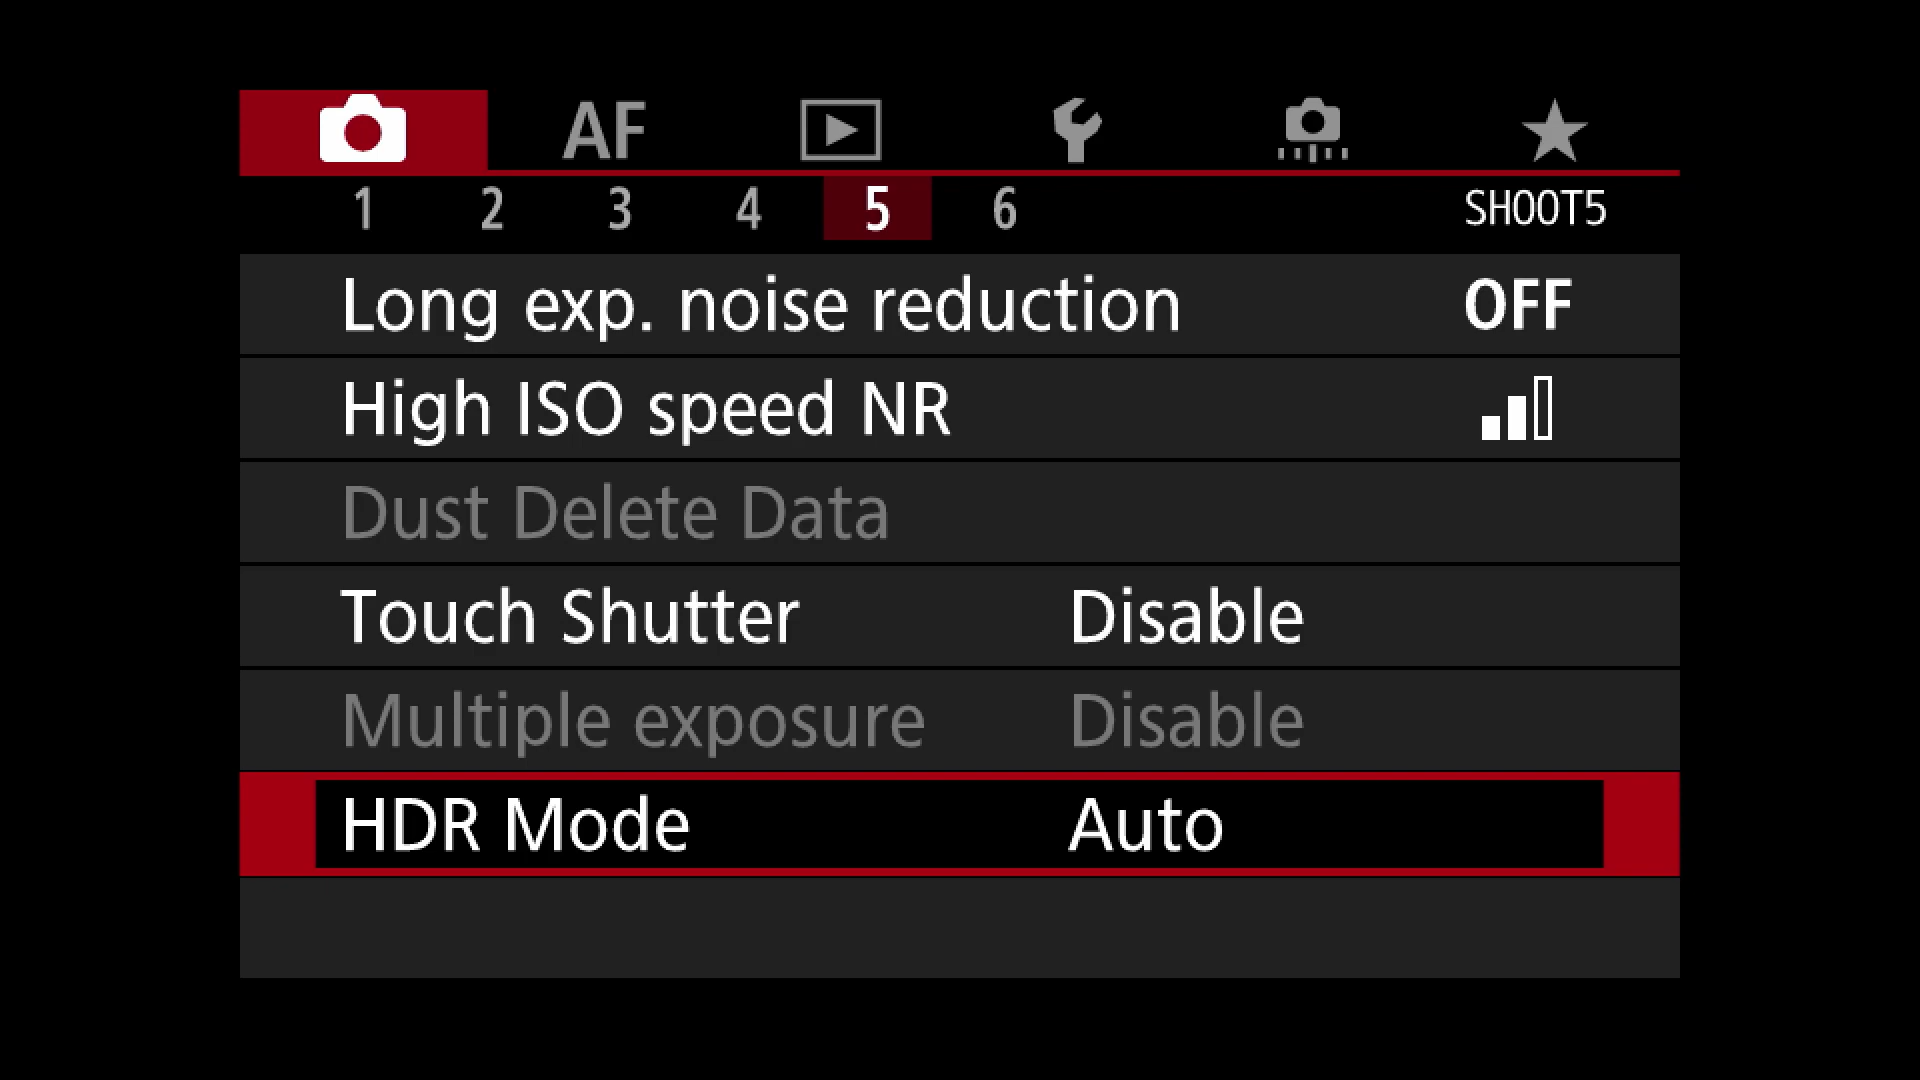 AF
1 2 3 4 5 6 SHOOT5
Long exp. noise reduction OFF
High ISO speed NR
Dust Delete Data
Touch Shutter Disable
Multiple exposure Disable
HDR Mode Auto